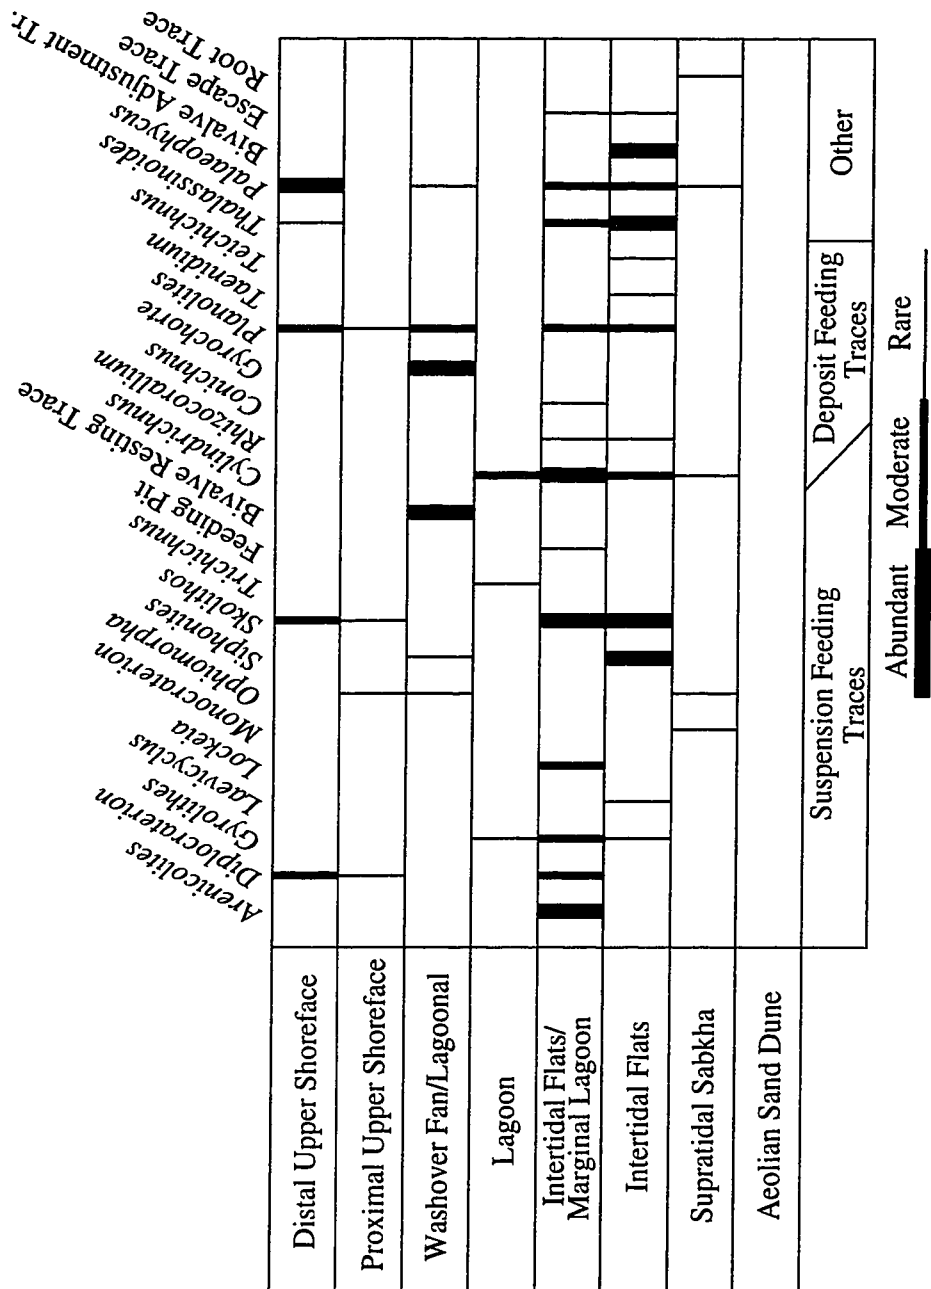 Arenicolites
Diplocraterion
Gyrolithes
Laevicyclus
Lockeia
Monocraterion
Ophiomorpha
Siphonites
Skolithos
Trichichnus
Feeding Pit
Bivalve Resting Trace
Cylindrichnus
Rhizocorallium
Conichnus
Gyrochorte
Planolites
Taenidium
Teichichnus
Thalassinoides
Palaeophycus
Bivalve Adjustment Tr.
Escape Trace
Root Trace
Distal Upper Shoreface
Proximal Upper Shoreface
Washover Fan/Lagoonal
Lagoon
Intertidal Flats/
Marginal Lagoon
Intertidal Flats
Supratidal Sabkha
Aeolian Sand Dune
Suspension Feeding
Traces
Deposit Feeding
Traces
Other
Abundant Moderate Rare